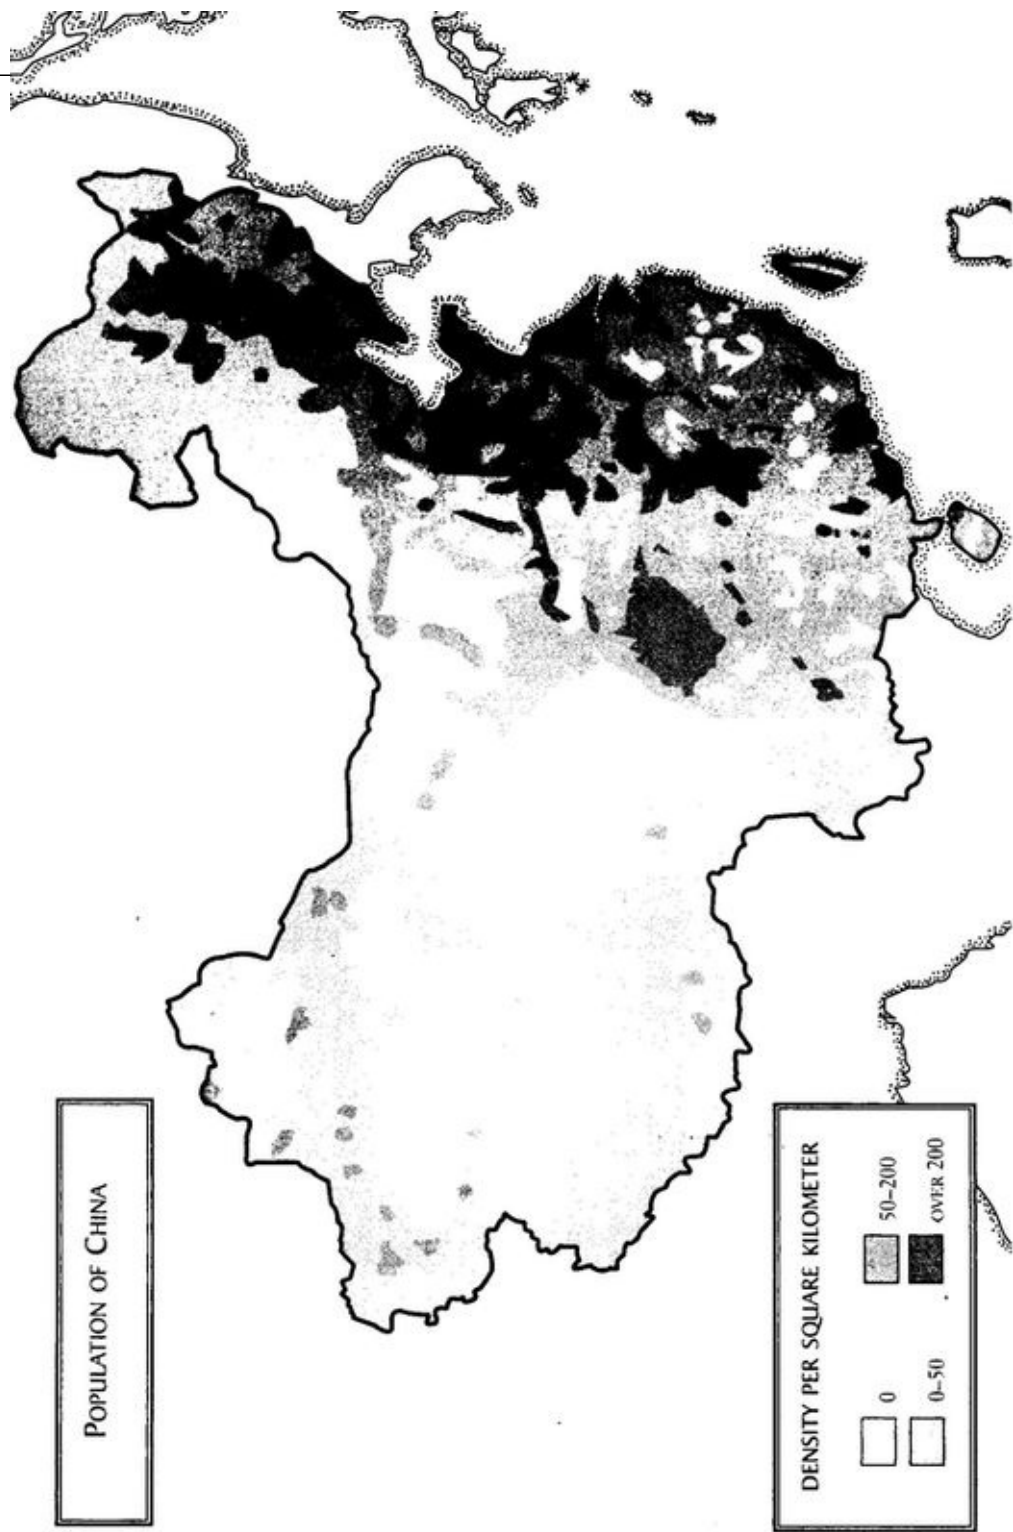 POPULATION OF CHINA
DENSITY PER SQUARE KILOMETER
0
50–200
0–50
OVER 200